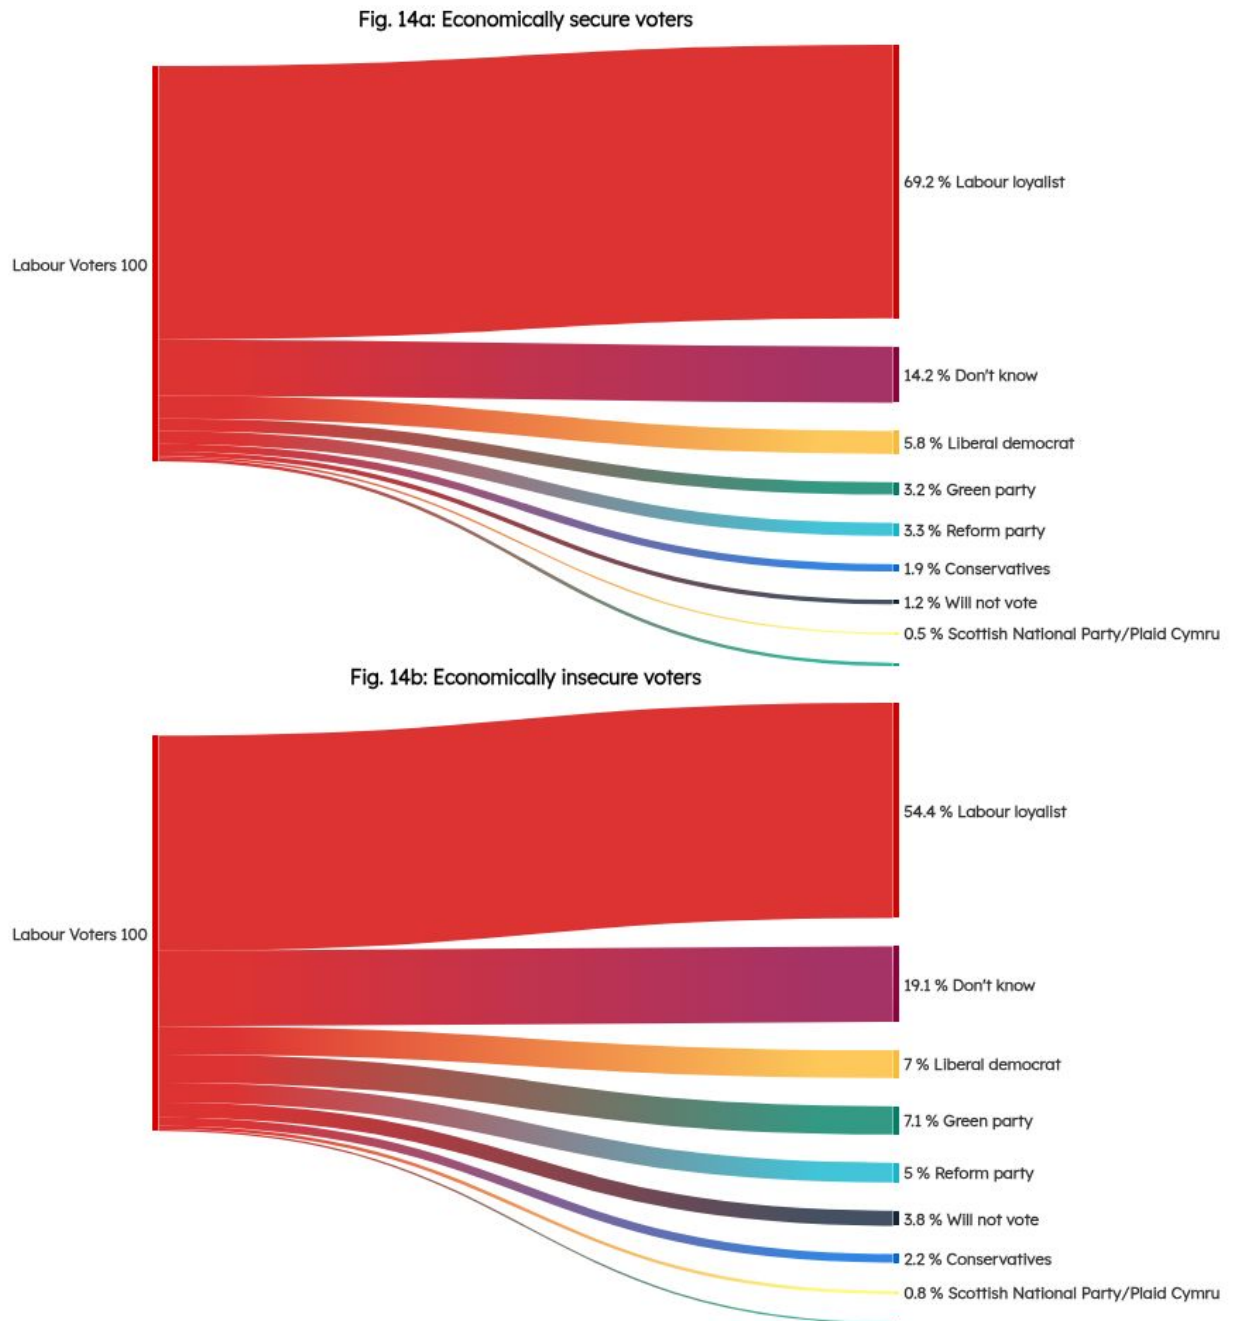 Fig. 14a: Economically secure voters
69.2 % Labour loyalist
Labour Voters 100
14.2 % Don't know
5.8 % Liberal democrat
3.2 % Green party
3.3 % Reform party
1.9 % Conservatives
1.2 % Will not vote
0.5 % Scottish National Party/Plaid Cymru
Fig. 14b: Economically insecure voters
54.4 % Labour loyalist
Labour Voters 100
19.1 % Don't know
7 % Liberal democrat
7.1 % Green party
5 % Reform party
3.8 % Will not vote
2.2 % Conservatives
0.8 % Scottish National Party/Plaid Cymru